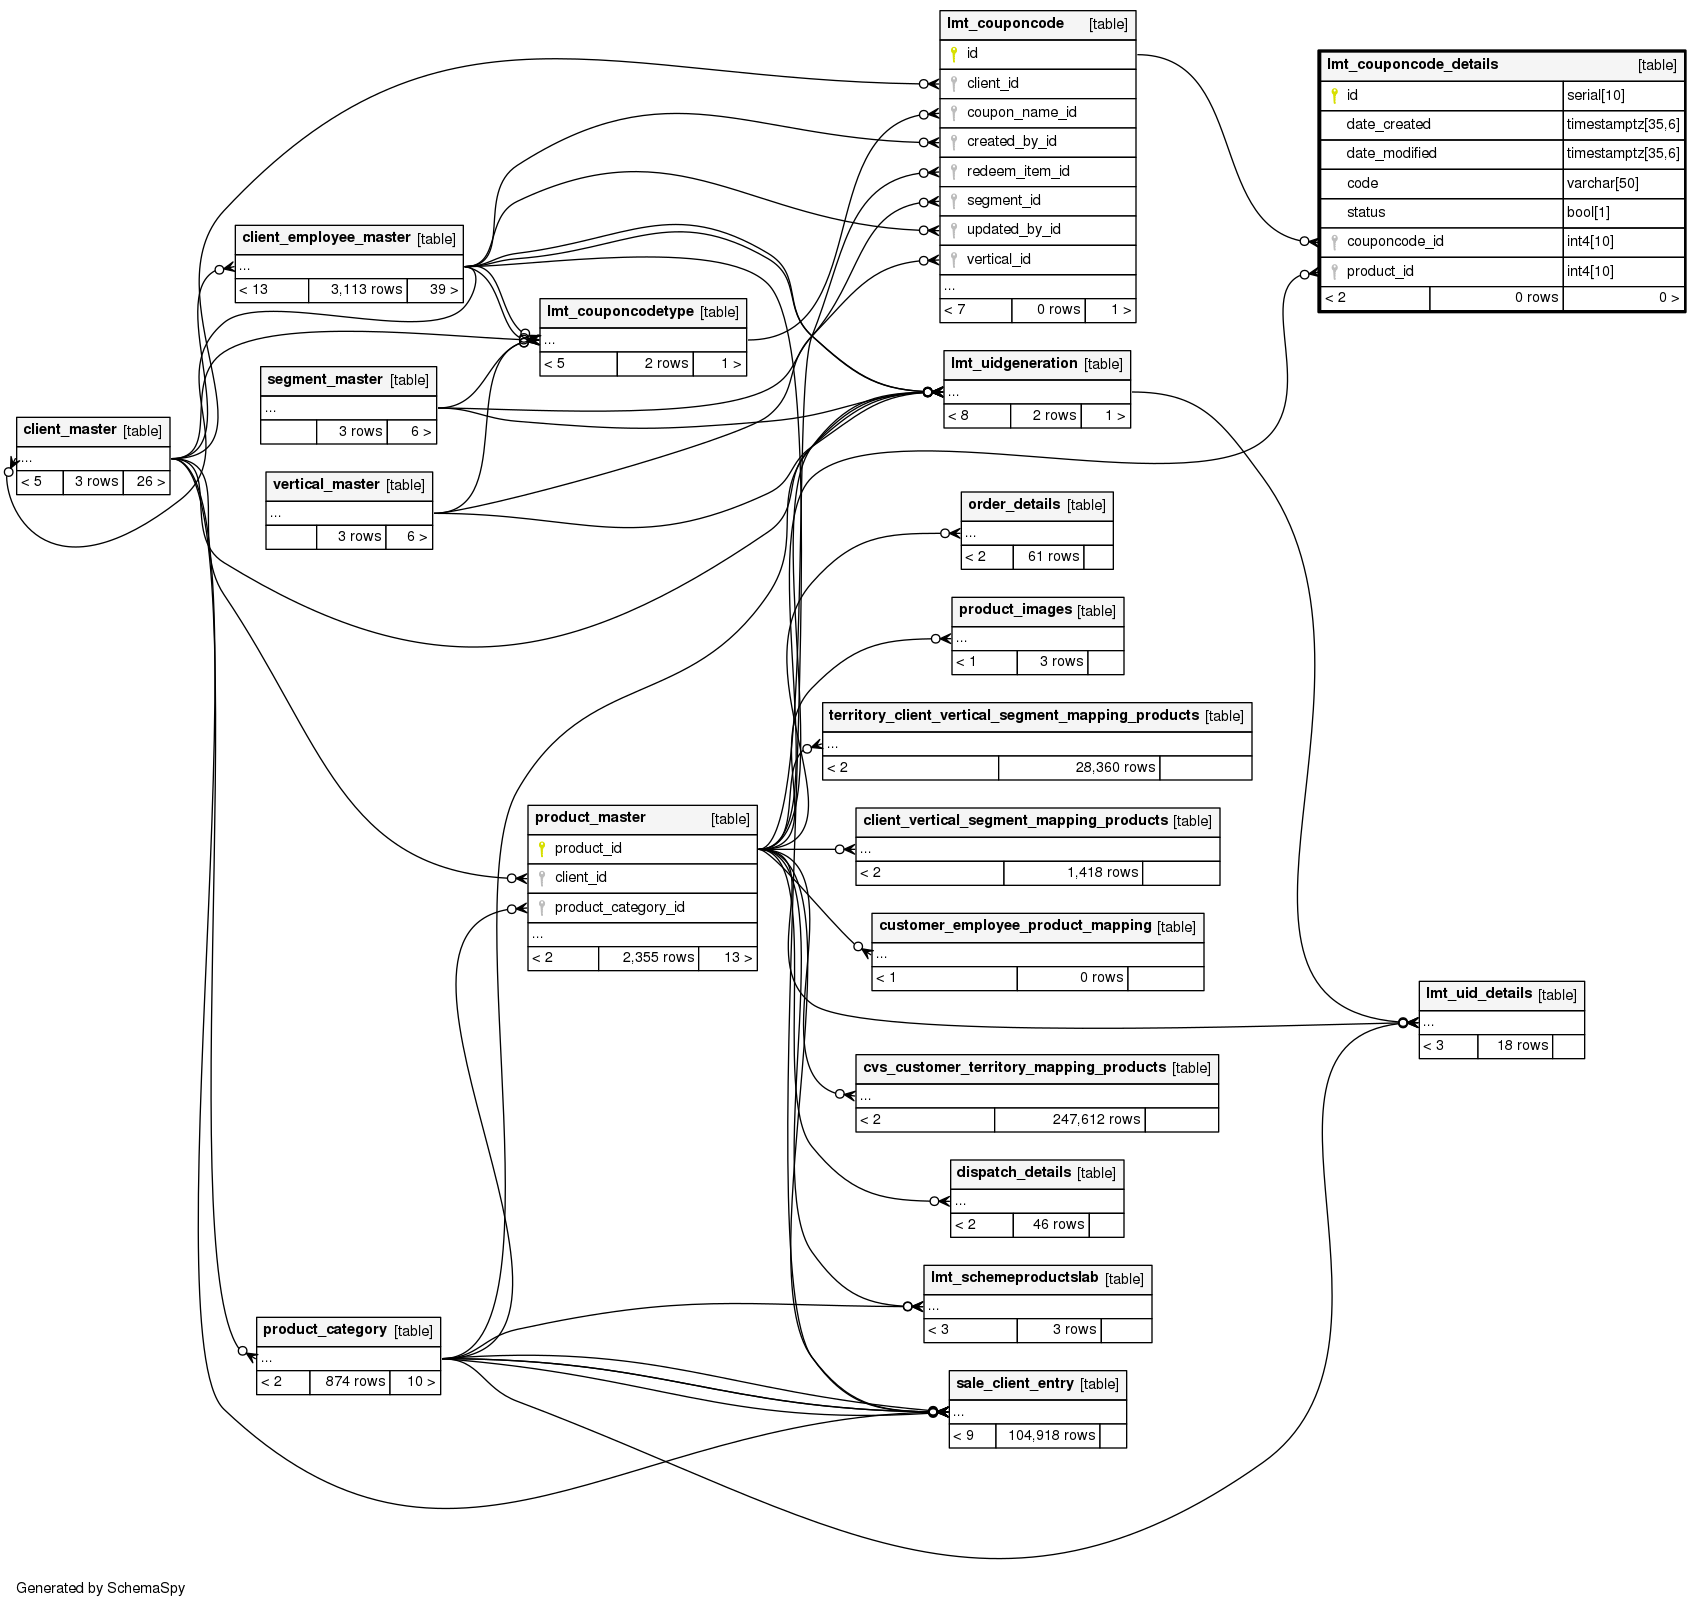 lmt_couponcode [table]
id
client_id
coupon_name_id
created_by_id
redeem_item_id
segment_id
updated_by_id
vertical_id
...
< 7 0 rows 1 >
lmt_couponcode_details [table]
id serial[10]
date_created timestamptz[35,6]
date_modified timestamptz[35,6]
code varchar[50]
status bool[1]
couponcode_id int4[10]
product_id int4[10]
< 2 0 rows 0 >
client_employee_master [table]
...
< 13 3,113 rows 39 >
lmt_couponcodetype [table]
...
< 5 2 rows 1 >
segment_master [table]
...
3 rows 6 >
lmt_uidgeneration [table]
...
< 8 2 rows 1 >
client_master [table]
...
< 5 3 rows 26 >
vertical_master [table]
...
3 rows 6 >
order_details [table]
...
< 2 61 rows
product_images [table]
...
< 1 3 rows
territory_client_vertical_segment_mapping_products [table]
...
< 2 28,360 rows
product_master [table]
product_id
client_id
product_category_id
...
< 2 2,355 rows 13 >
client_vertical_segment_mapping_products [table]
...
< 2 1,418 rows
customer_employee_product_mapping [table]
...
< 1 0 rows
lmt_uid_details [table]
...
< 3 18 rows
cvs_customer_territory_mapping_products [table]
...
< 2 247,612 rows
dispatch_details [table]
...
< 2 46 rows
lmt_schemeproductslab [table]
...
< 3 3 rows
product_category [table]
...
< 2 874 rows 10 >
sale_client_entry [table]
...
< 9 104,918 rows
Generated by SchemaSpy